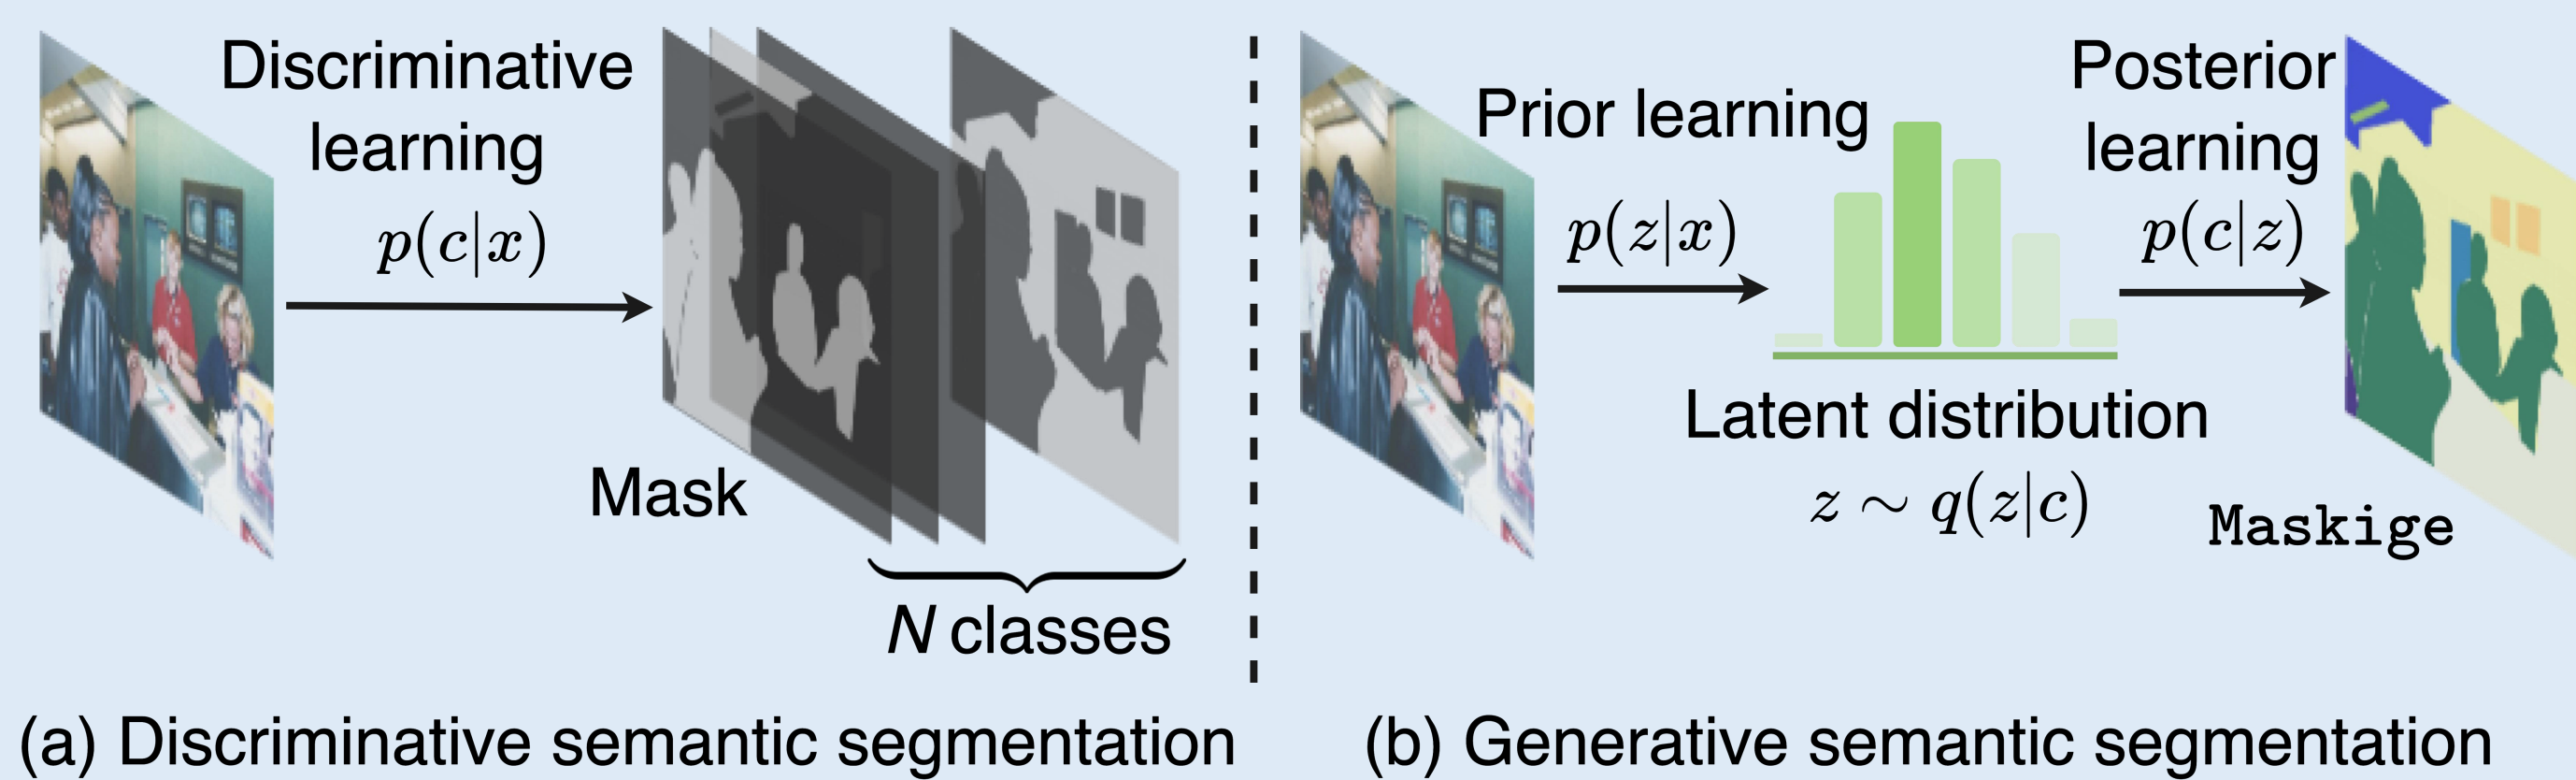 Discriminative
learning
p(c|x)
Mask
N classes
(a) Discriminative semantic segmentation
Prior learning
p(z|x)
Latent distribution
z ∼ q(z|c)
Posterior
learning
p(c|z)
Maskige
(b) Generative semantic segmentation